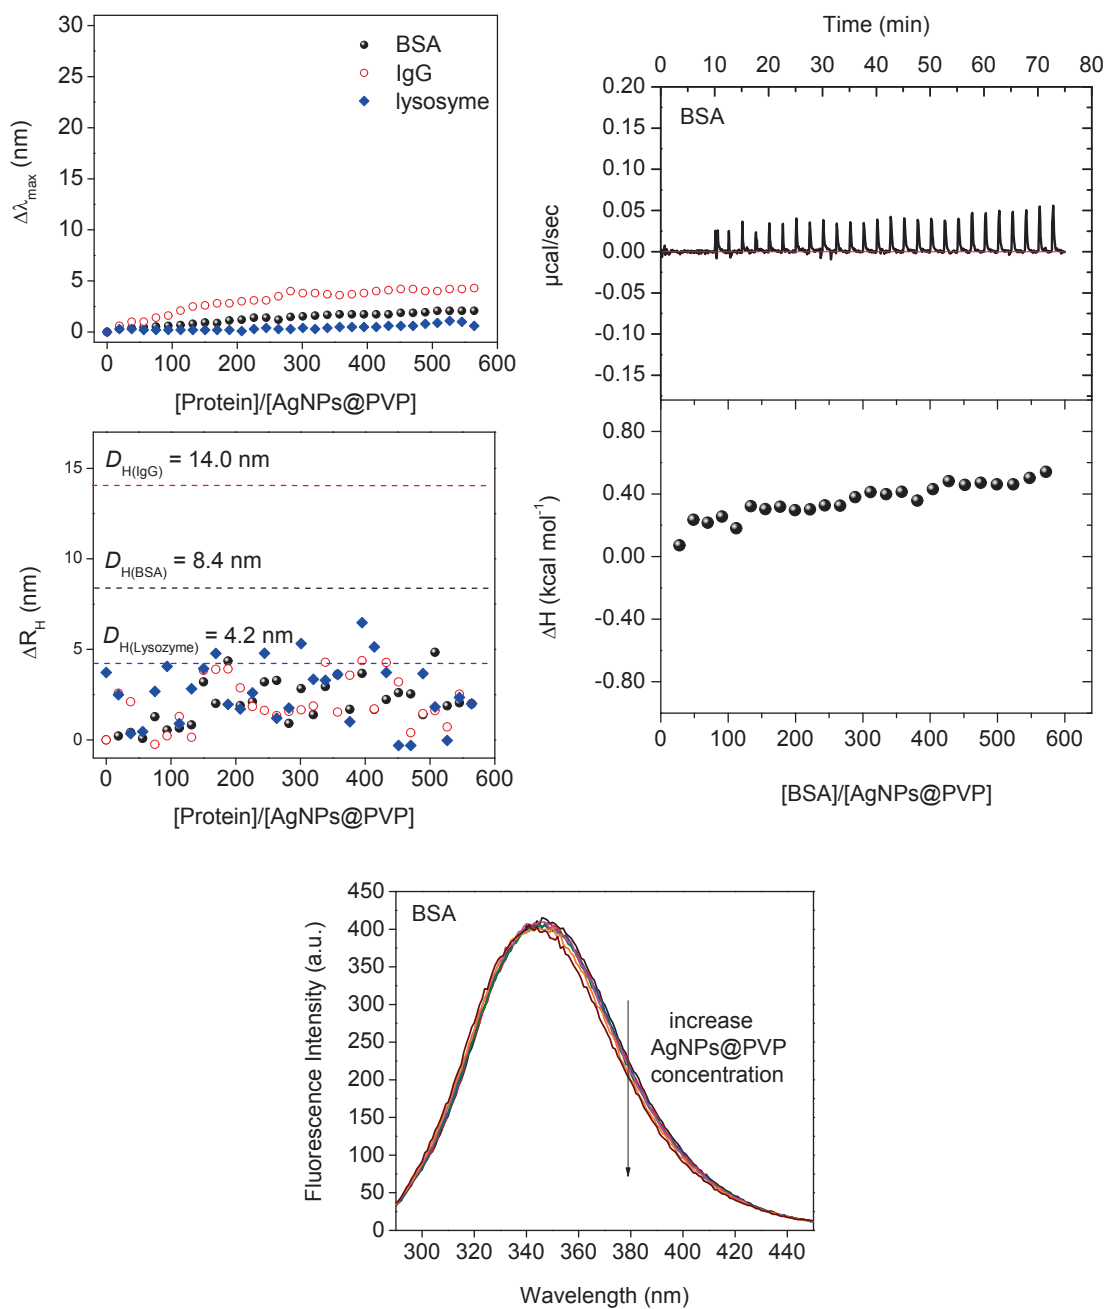 30
25
20
15
10
5
0
BSA
IgG
lysosyme
Δλmax (nm)
0 100 200 300 400 500 600
[Protein]/[AgNPs@PVP]
15
10
5
0
DH(IgG) = 14.0 nm
DH(BSA) = 8.4 nm
DH(Lysozyme) = 4.2 nm
ΔRH (nm)
0 100 200 300 400 500 600
[Protein]/[AgNPs@PVP]
Time (min)
0 10 20 30 40 50 60 70 80
0.20
0.15
0.10
0.05
0.00
-0.05
-0.10
-0.15
BSA
µcal/sec
0.80
0.40
0.00
-0.40
-0.80
ΔH (kcal mol⁻¹)
0 100 200 300 400 500 600
[BSA]/[AgNPs@PVP]
450
400
350
300
250
200
150
100
50
0
BSA
increase
AgNPs@PVP
concentration
Fluorescence Intensity (a.u.)
300 320 340 360 380 400 420 440
Wavelength (nm)